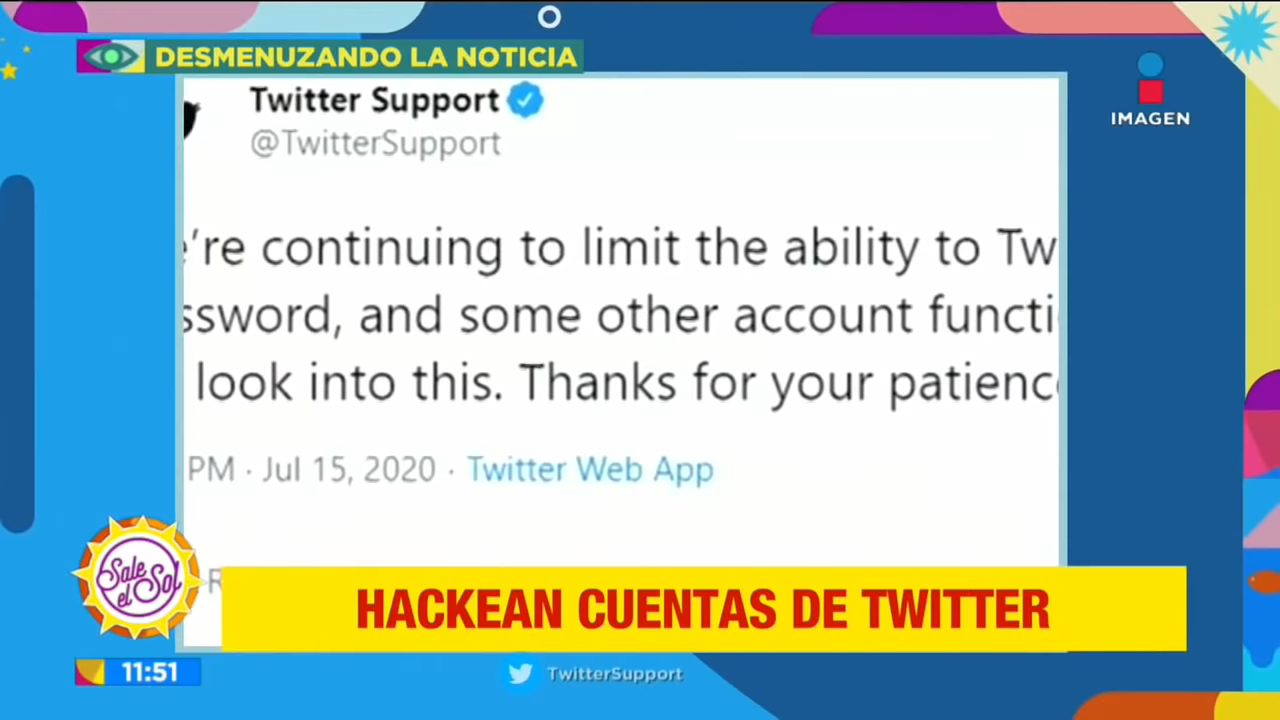 DESMENUZANDO LA NOTICIA
IMAGEN
Twitter Support
@TwitterSupport
're continuing to limit the ability to Tw
ssword, and some other account functi
look into this. Thanks for your patienc
PM · Jul 15, 2020 · Twitter Web App
R
Sale
el Sol
HACKEAN CUENTAS DE TWITTER
11:51
TwitterSupport